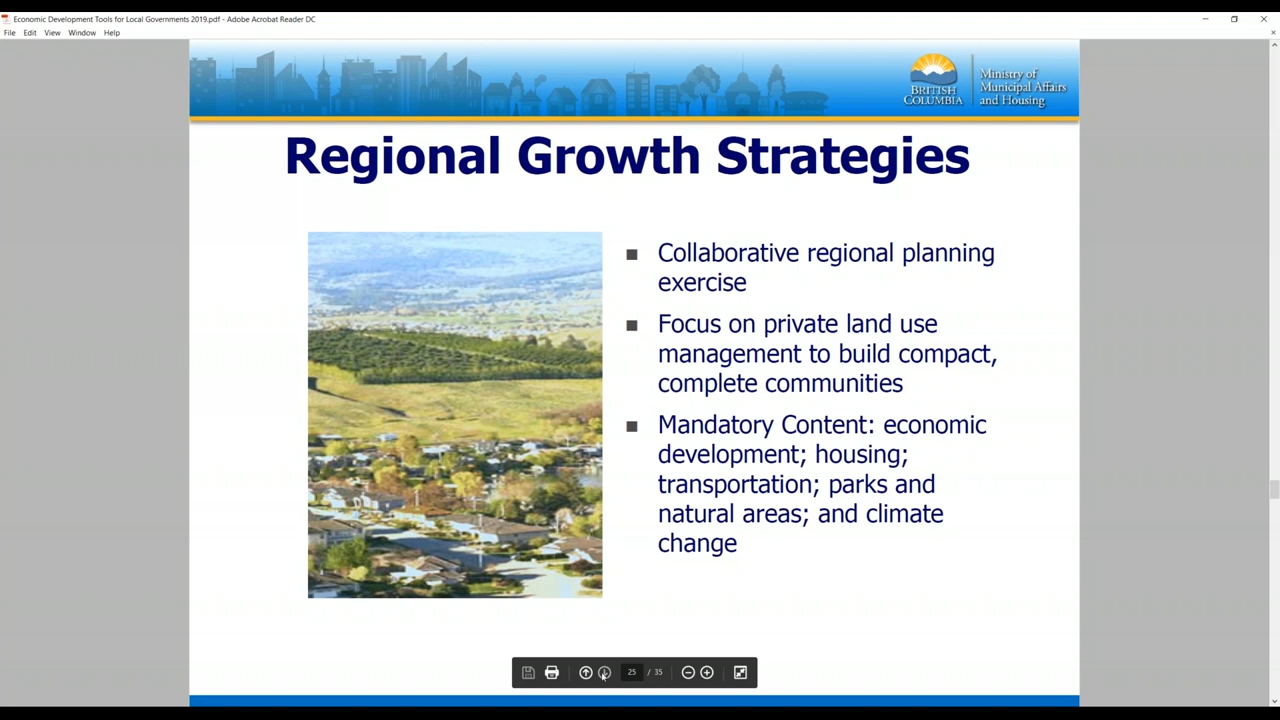 Economic Development Tools for Local Governments 2019.pdf - Adobe Acrobat Reader DC
File Edit View Window Help
BRITISH
COLUMBIA
Ministry of
Municipal Affairs
and Housing
Regional Growth Strategies
Collaborative regional planning
exercise
Focus on private land use
management to build compact,
complete communities
Mandatory Content: economic
development; housing;
transportation; parks and
natural areas; and climate
change
25 / 35